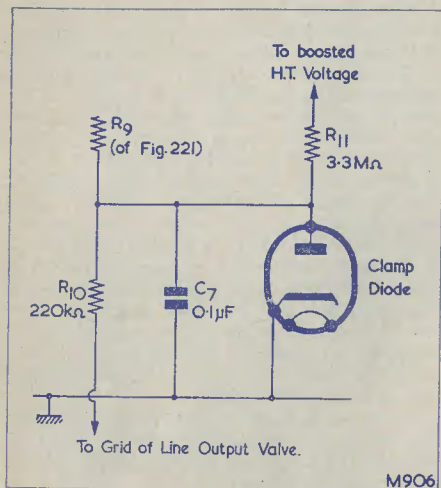 To boosted
H.T. Voltage
R9
(of Fig. 221)
R11
3·3MΩ
R10
220kΩ
C7
0·1μF
Clamp
Diode
To Grid of Line Output Valve.
M906